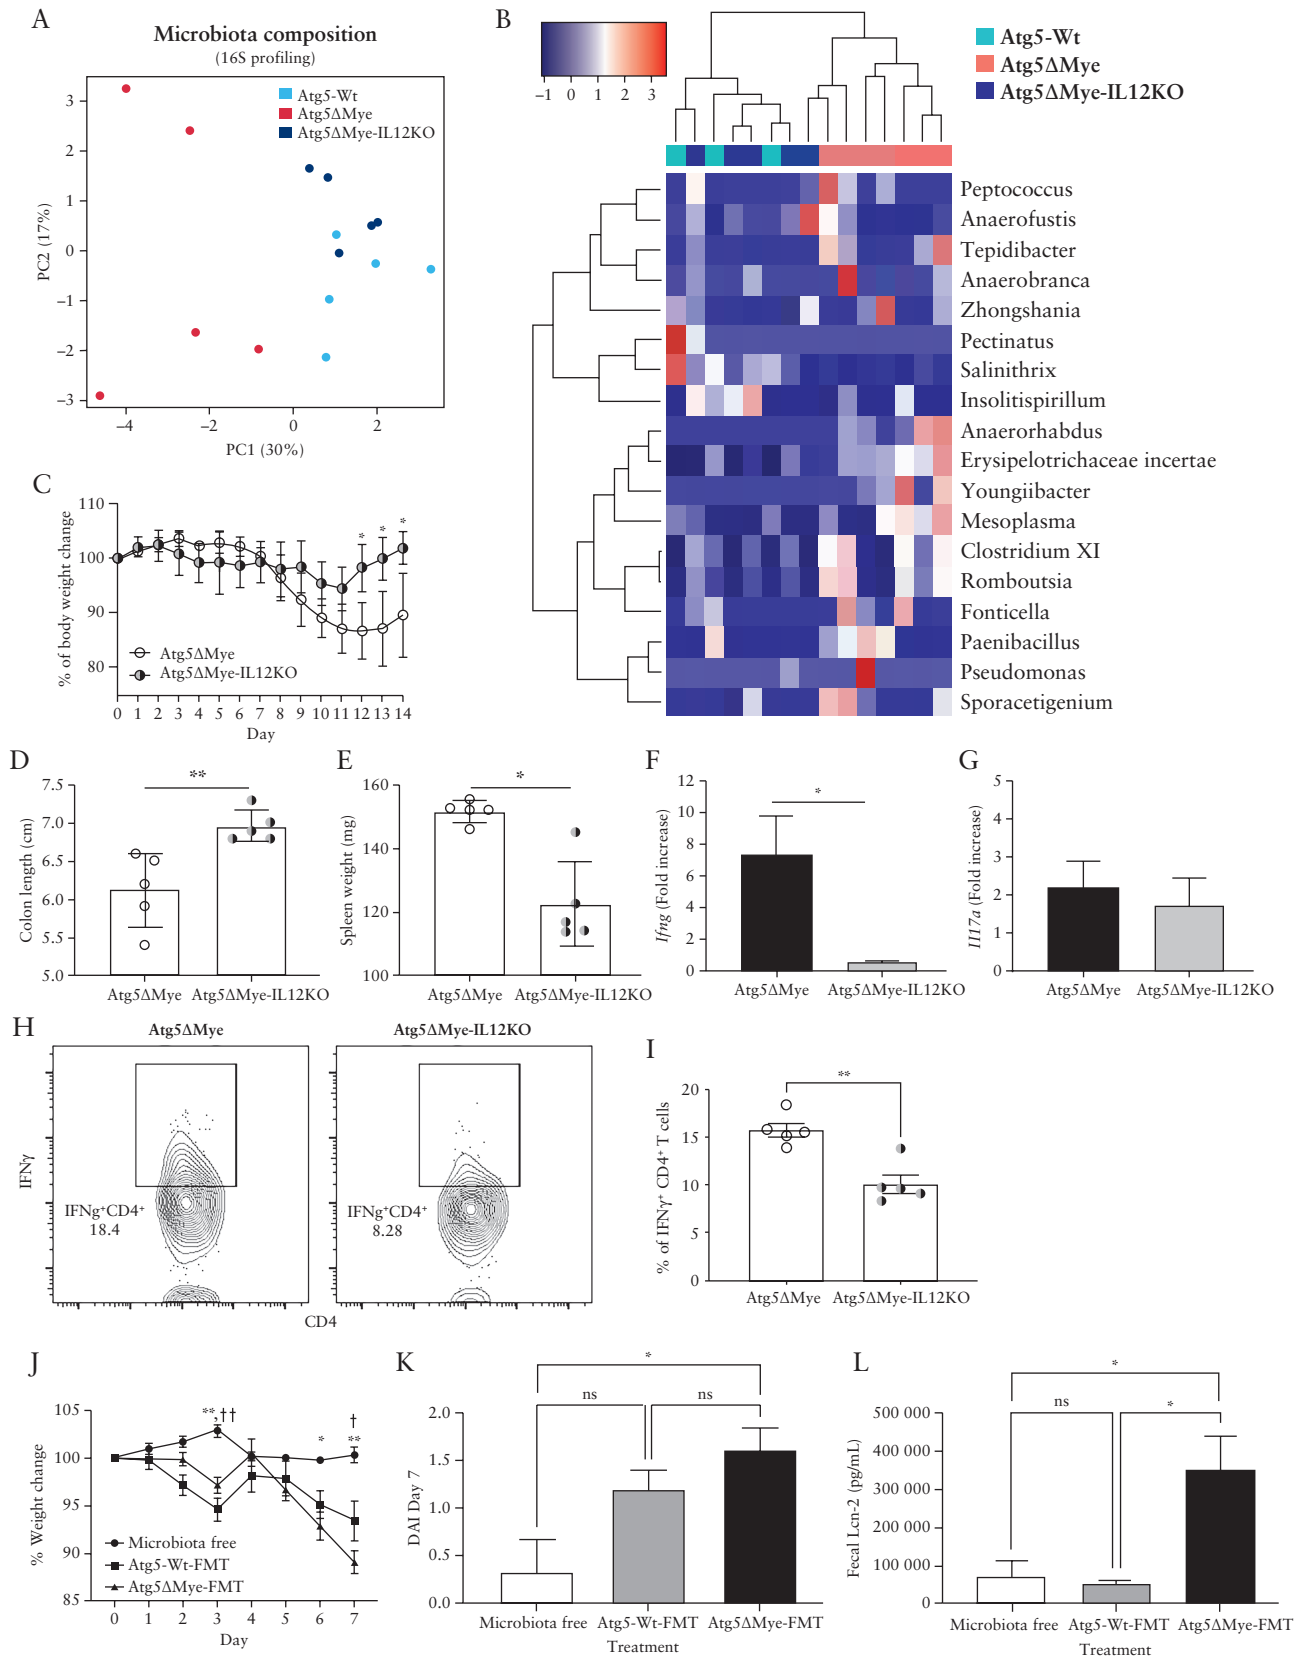 A
Microbiota composition
(16S profiling)
Atg5-Wt
Atg5ΔMye
Atg5ΔMye-IL12KO
3
2
1
0
−1
−2
−3
PC2 (17%)
−4
−2
0
2
PC1 (30%)
B
−1 0 1 2 3
Atg5-Wt
Atg5ΔMye
Atg5ΔMye-IL12KO
Peptococcus
Anaerofustis
Tepidibacter
Anaerobranca
Zhongshania
Pectinatus
Salinithrix
Insolitispirillum
Anaerorhabdus
Erysipelotrichaceae incertae
Youngiibacter
Mesoplasma
Clostridium XI
Romboutsia
Fonticella
Paenibacillus
Pseudomonas
Sporacetigenium
C
110
100
90
80
% of body weight change
* * *
Atg5ΔMye
Atg5ΔMye-IL12KO
0 1 2 3 4 5 6 7 8 9 10 11 12 13 14
Day
D
7.5
7.0
6.5
6.0
5.5
5.0
Colon length (cm)
**
Atg5ΔMye Atg5ΔMye-IL12KO
E
160
140
120
100
Spleen weight (mg)
*
Atg5ΔMye Atg5ΔMye-IL12KO
F
12
10
8
6
4
2
0
Ifng (Fold increase)
*
Atg5ΔMye Atg5ΔMye-IL12KO
G
5
4
3
2
1
0
Il17a (Fold increase)
Atg5ΔMye Atg5ΔMye-IL12KO
H
Atg5ΔMye
Atg5ΔMye-IL12KO
IFNγ
IFNg⁺CD4⁺
18.4
IFNg⁺CD4⁺
8.28
CD4
I
20
15
10
5
0
% of IFNγ⁺ CD4⁺ T cells
**
Atg5ΔMye Atg5ΔMye-IL12KO
J
105
100
95
90
85
% Weight change
**,††
*
†
**
Microbiota free
Atg5-Wt-FMT
Atg5ΔMye-FMT
0 1 2 3 4 5 6 7
Day
K
*
ns ns
2.0
1.5
1.0
0.5
0.0
DAI Day 7
Microbiota free Atg5-Wt-FMT Atg5ΔMye-FMT
Treatment
L
*
ns *
500 000
400 000
300 000
200 000
100 000
0
Fecal Lcn-2 (pg/mL)
Microbiota free Atg5-Wt-FMT Atg5ΔMye-FMT
Treatment